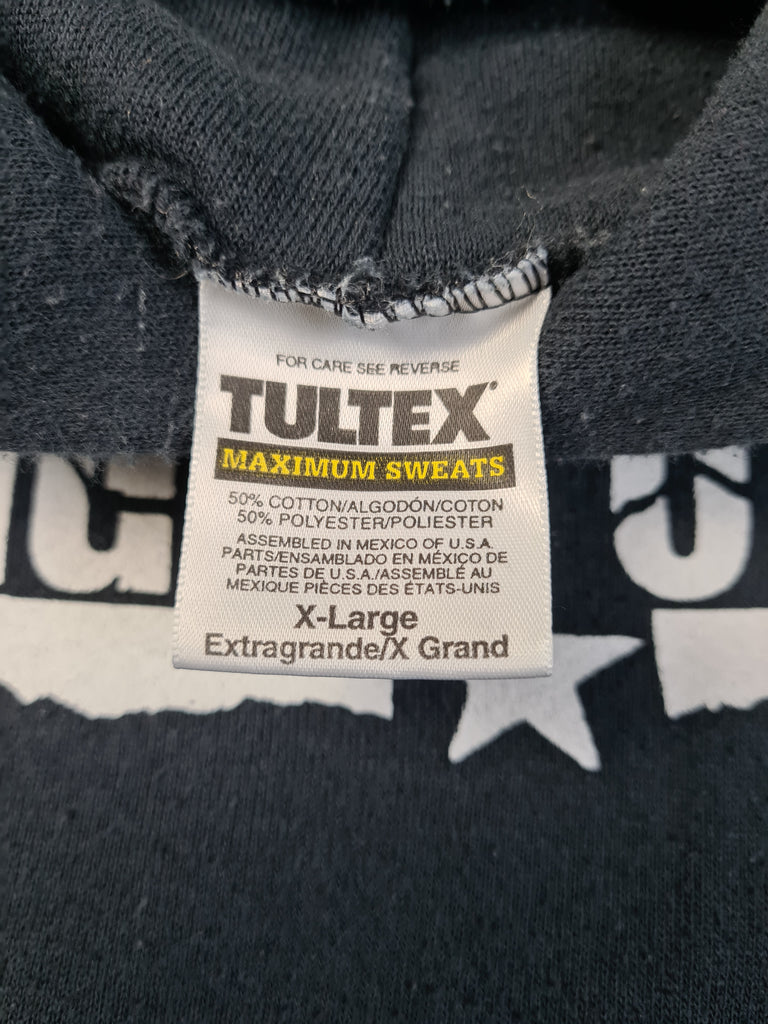 FOR CARE SEE REVERSE
TULTEX®
MAXIMUM SWEATS
50% COTTON/ALGODÓN/COTON
50% POLYESTER/POLIESTER
ASSEMBLED IN MEXICO OF U.S.A.
PARTS/ENSAMBLADO EN MÉXICO DE
PARTES DE U.S.A./ASSEMBLÉ AU
MEXIQUE PIÈCES DES ÉTATS-UNIS
X-Large
Extragrande/X Grand